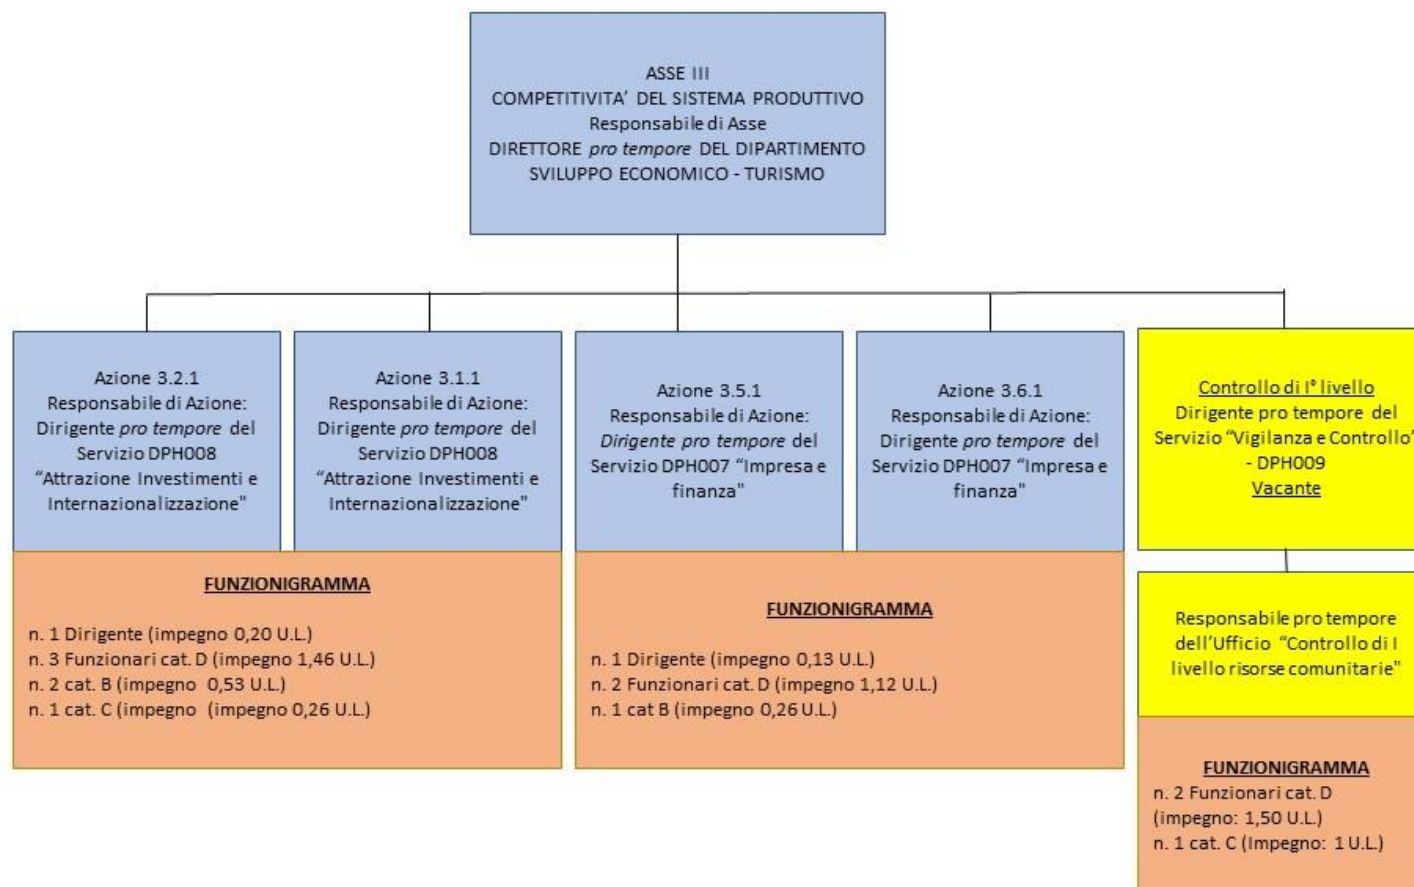 ASSE III
COMPETITIVITA’ DEL SISTEMA PRODUTTIVO
Responsabile di Asse
DIRETTORE pro tempore DEL DIPARTIMENTO
SVILUPPO ECONOMICO - TURISMO
Azione 3.2.1
Responsabile di Azione:
Dirigente pro tempore del
Servizio DPH008
“Attrazione Investimenti e
Internazionalizzazione"
Azione 3.1.1
Responsabile di Azione:
Dirigente pro tempore del
Servizio DPH008
“Attrazione Investimenti e
Internazionalizzazione"
Azione 3.5.1
Responsabile di Azione:
Dirigente pro tempore del
Servizio DPH007 “Impresa e
finanza"
Azione 3.6.1
Responsabile di Azione:
Dirigente pro tempore del
Servizio DPH007 “Impresa e
finanza"
Controllo di I° livello
Dirigente pro tempore del
Servizio “Vigilanza e Controllo”
- DPH009
Vacante
FUNZIONIGRAMMA
n. 1 Dirigente (impegno 0,20 U.L.)
n. 3 Funzionari cat. D (impegno 1,46 U.L.)
n. 2 cat. B (impegno 0,53 U.L.)
n. 1 cat. C (impegno (impegno 0,26 U.L.)
FUNZIONIGRAMMA
n. 1 Dirigente (impegno 0,13 U.L.)
n. 2 Funzionari cat. D (impegno 1,12 U.L.)
n. 1 cat B (impegno 0,26 U.L.)
Responsabile pro tempore
dell’Ufficio “Controllo di I
livello risorse comunitarie"
FUNZIONIGRAMMA
n. 2 Funzionari cat. D
(impegno: 1,50 U.L.)
n. 1 cat. C (Impegno: 1 U.L.)